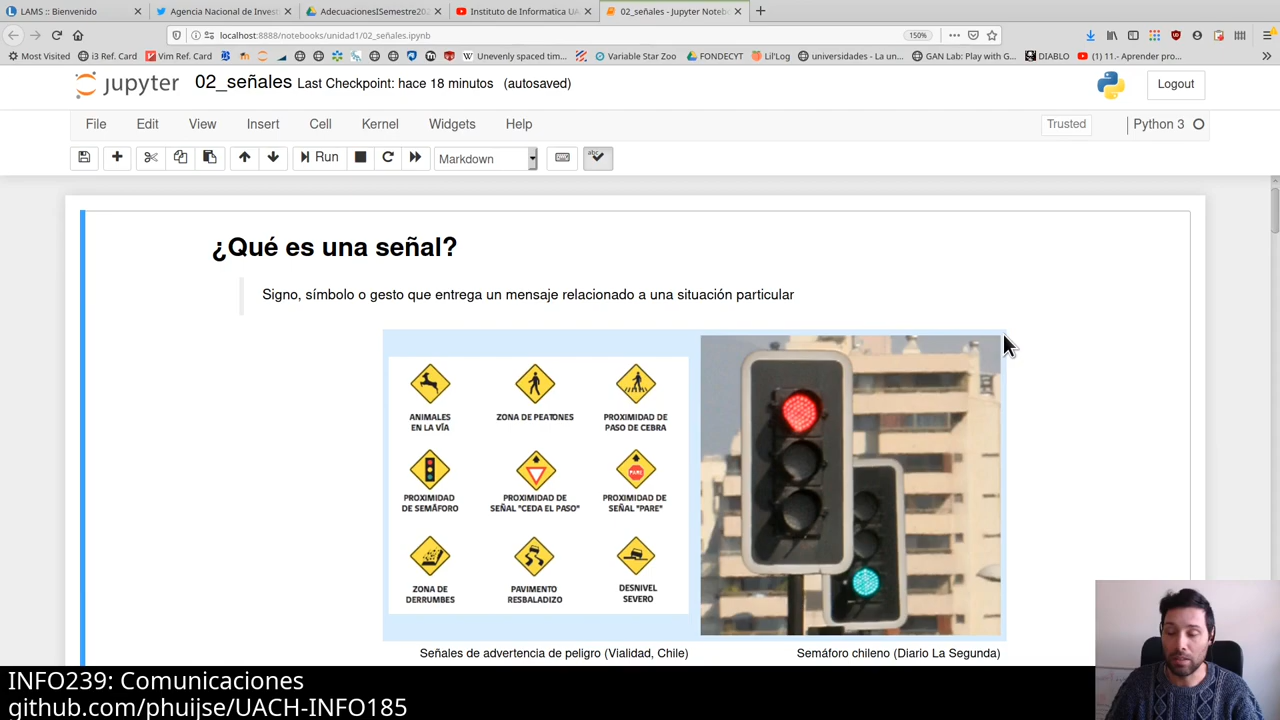 LAMS :: Bienvenido
Agencia Nacional de Invest
AdecuacionesISemestre20
Instituto de Informatica UA
02_señales - Jupyter Noteb
localhost:8888/notebooks/unidad1/02_señales.ipynb
150%
Most Visited
i3 Ref. Card
Vim Ref. Card
Unevenly spaced tim...
Variable Star Zoo
FONDECYT
Lil'Log
universidades - La un...
GAN Lab: Play with G...
DIABLO
(1) 11.- Aprender pro...
jupyter 02_señales Last Checkpoint: hace 18 minutos (autosaved)
Logout
File Edit View Insert Cell Kernel Widgets Help
Trusted
Python 3
Run
Markdown
¿Qué es una señal?
Signo, símbolo o gesto que entrega un mensaje relacionado a una situación particular
ANIMALES
EN LA VÍA
ZONA DE PEATONES
PROXIMIDAD DE
PASO DE CEBRA
PARE
PROXIMIDAD
DE SEMÁFORO
PROXIMIDAD DE
SEÑAL "CEDA EL PASO"
PROXIMIDAD DE
SEÑAL "PARE"
ZONA DE
DERRUMBES
PAVIMENTO
RESBALADIZO
DESNIVEL
SEVERO
Señales de advertencia de peligro (Vialidad, Chile)
Semáforo chileno (Diario La Segunda)
INFO239: Comunicaciones
github.com/phuijse/UACH-INFO185